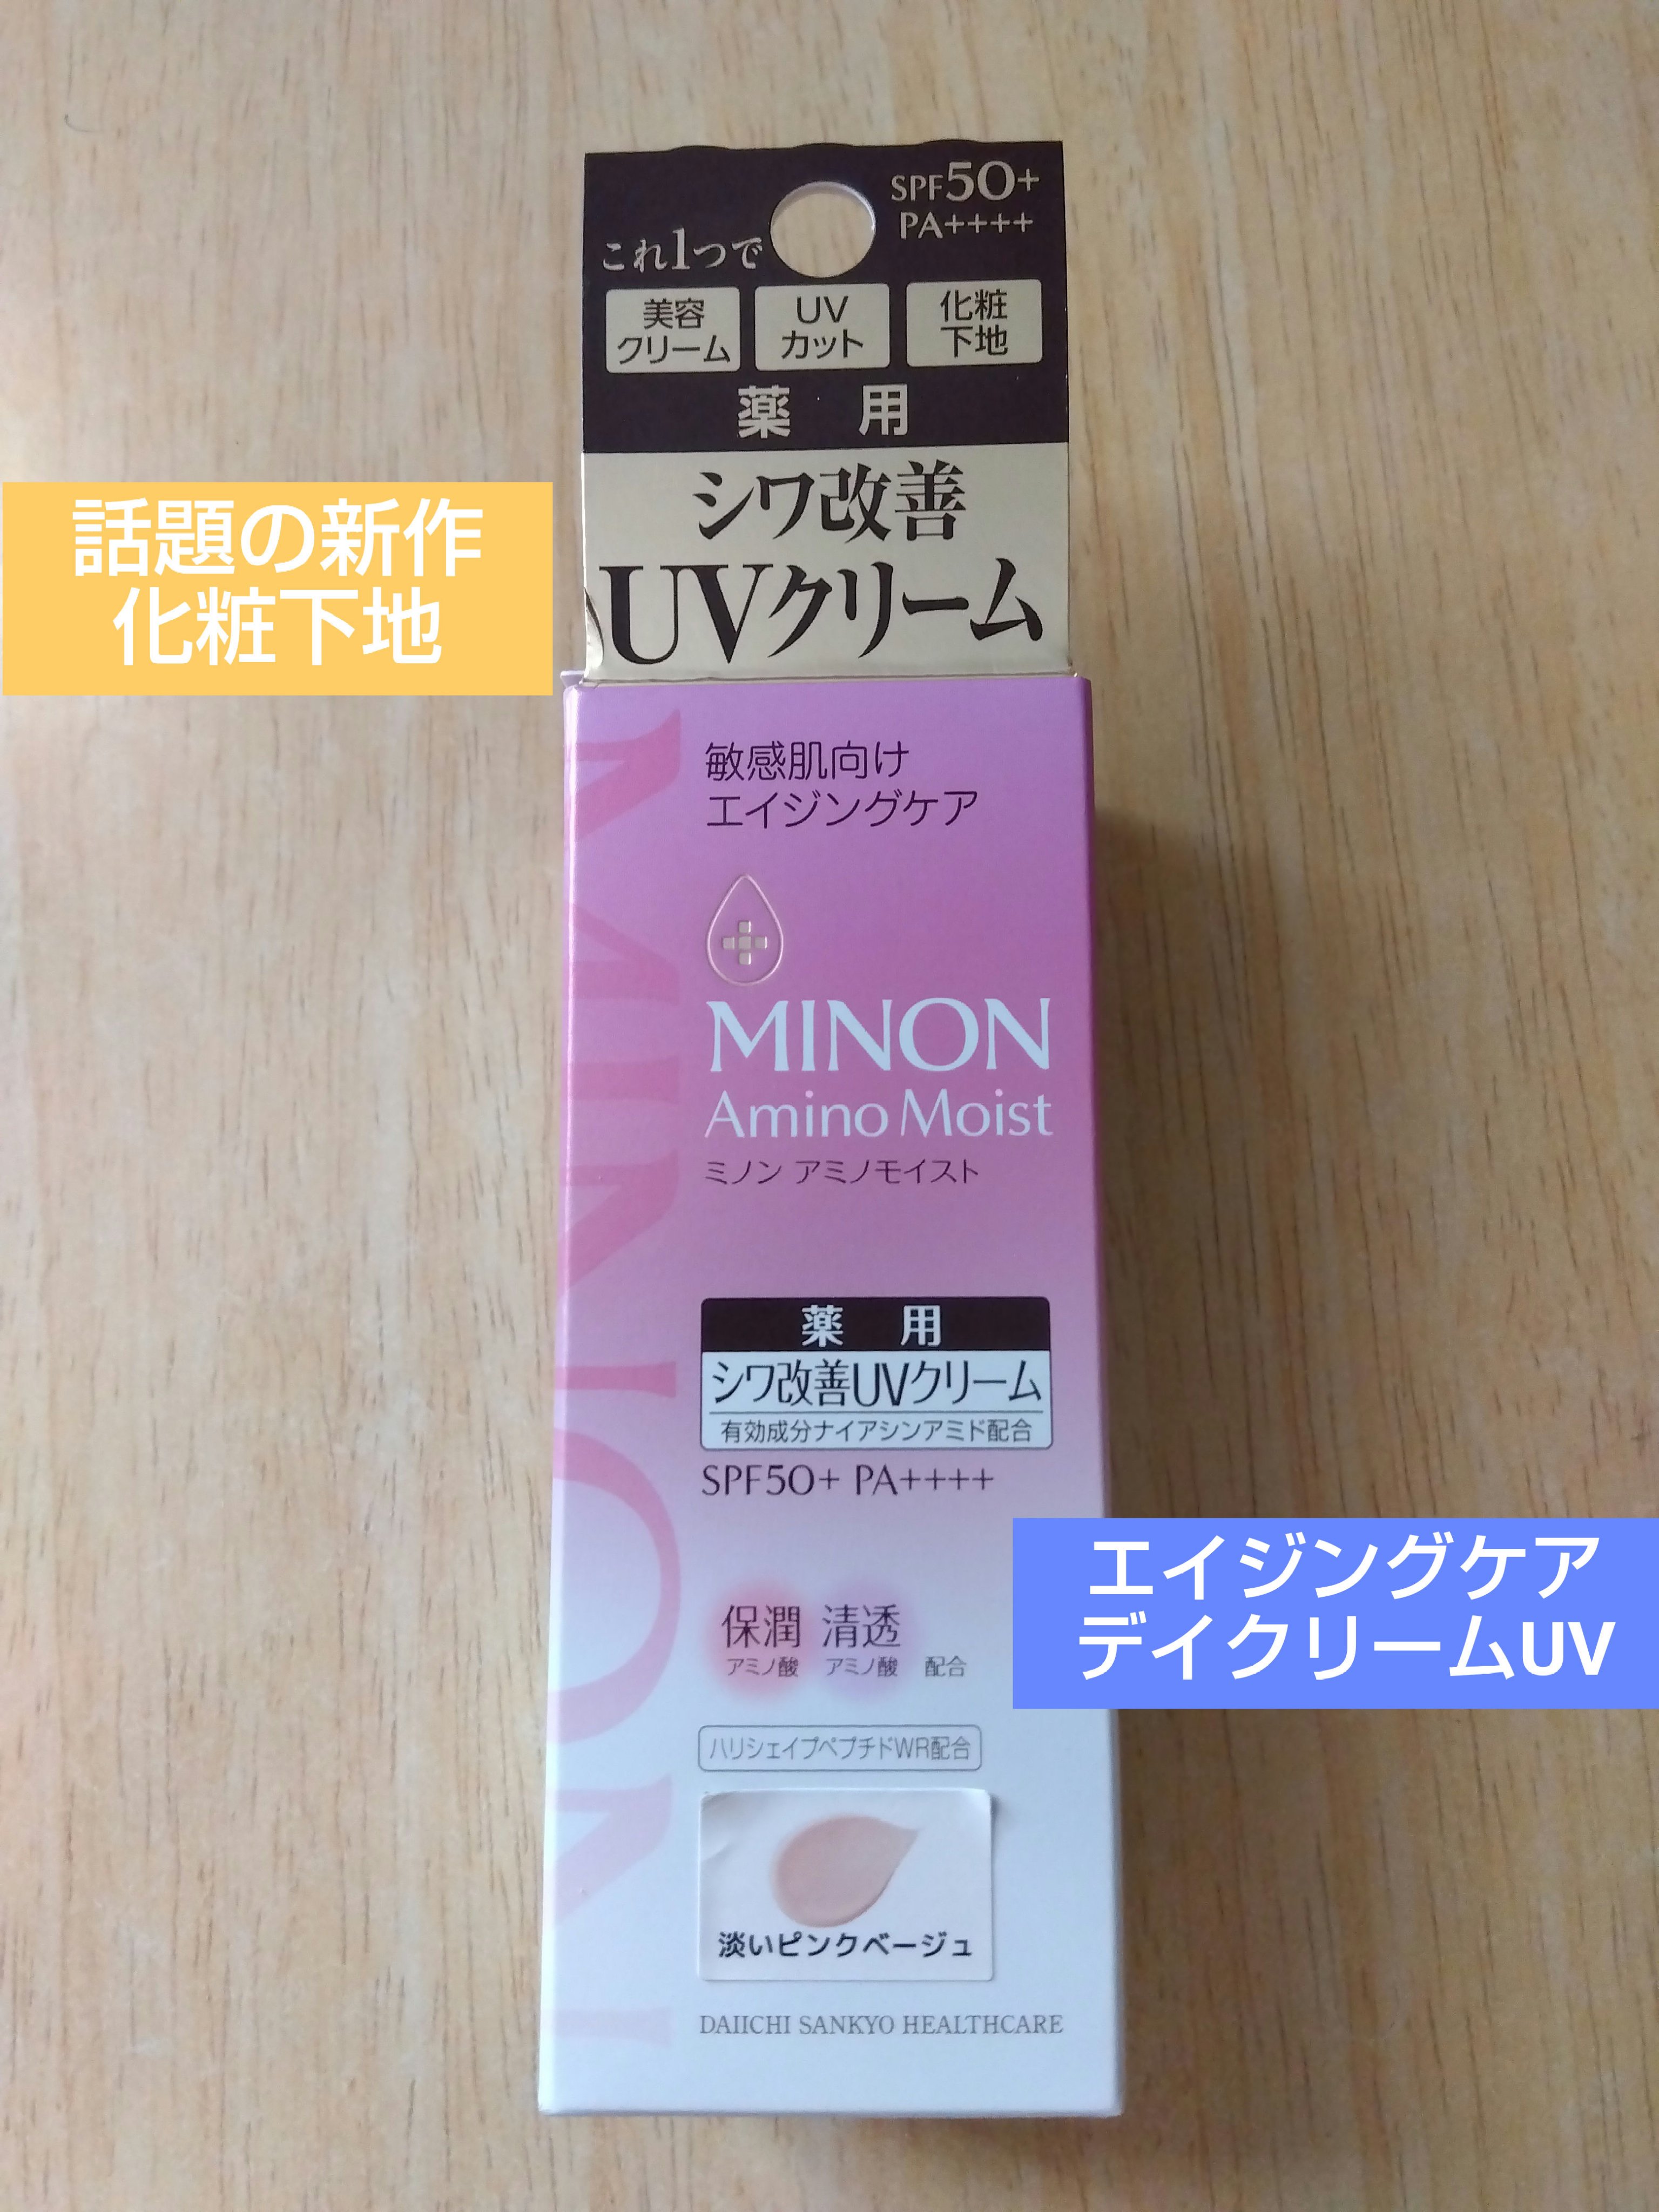 SPF50+
PA++++
これ1つで
美容
クリーム
UV
カット
化粧
下地
薬 用
シワ改善
UVクリーム
話題の新作
化粧下地
敏感肌向け
エイジングケア
MINON
MINON
Amino Moist
ミノン アミノモイスト
薬 用
シワ改善UVクリーム
有効成分ナイアシンアミド配合
SPF50+ PA++++
エイジングケア
デイクリームUV
保潤 清透
アミノ酸 アミノ酸 配合
ハリシェイプペプチドWR配合
淡いピンクベージュ
DAIICHI SANKYO HEALTHCARE